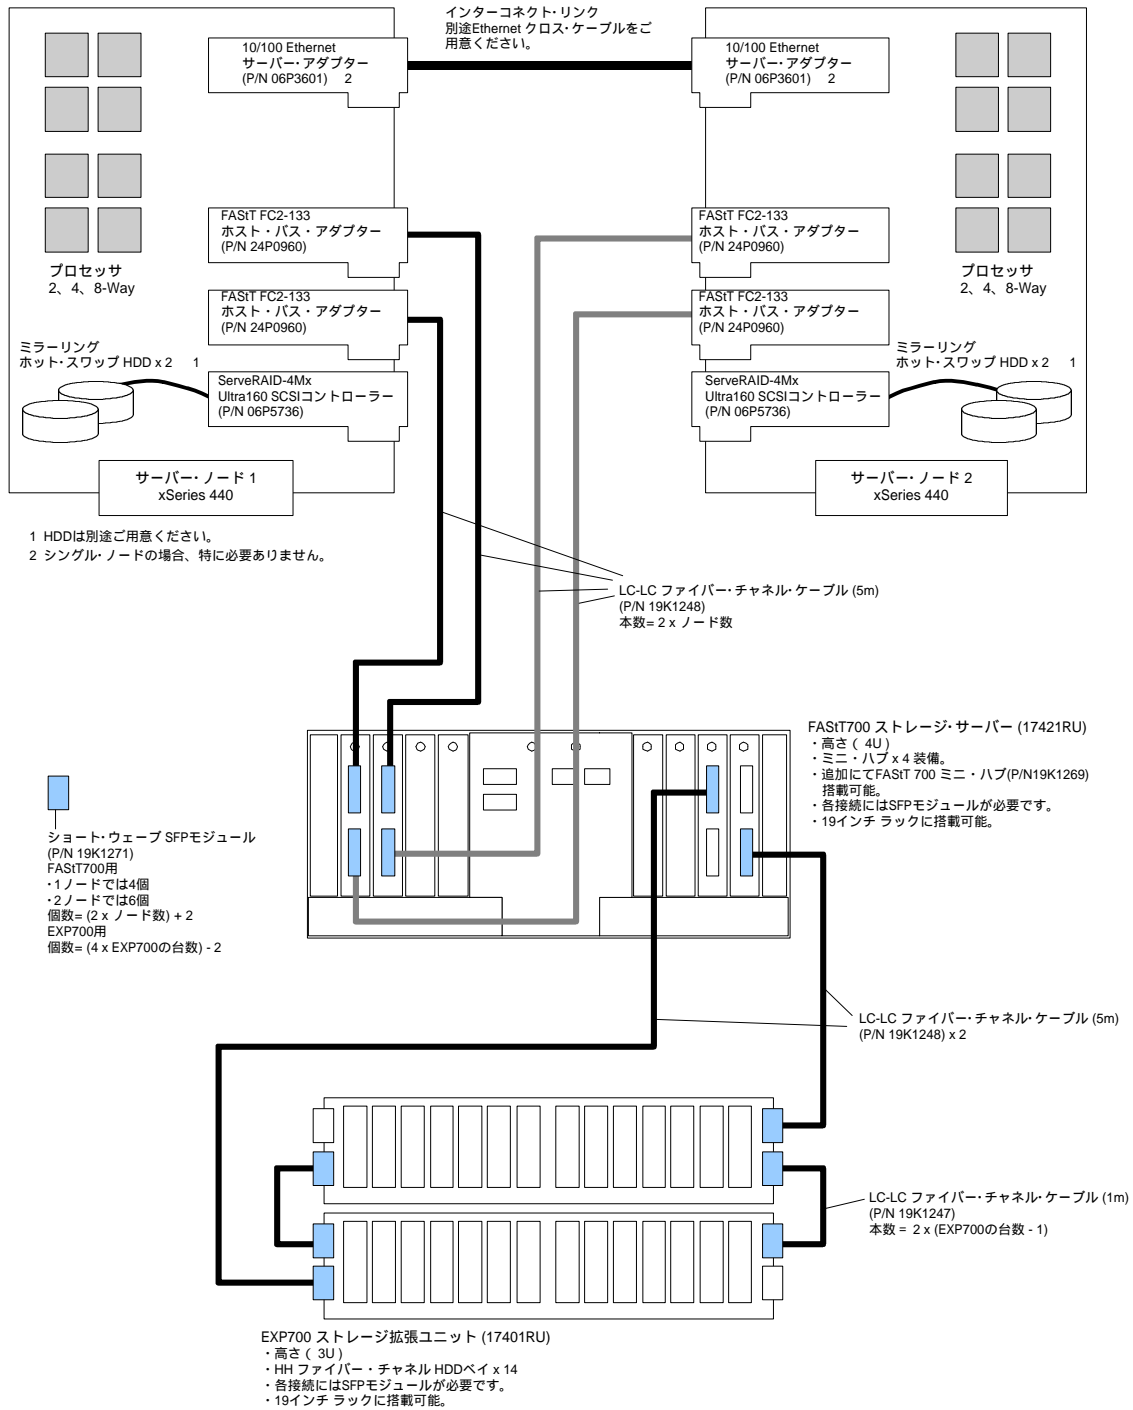 インターコネクト・リンク
別途Ethernet クロス・ケーブルをご
用意ください。
10/100 Ethernet
サーバー・アダプター
(P/N 06P3601) 2
10/100 Ethernet
サーバー・アダプター
(P/N 06P3601) 2
FAStT FC2-133
ホスト・バス・アダプター
(P/N 24P0960)
FAStT FC2-133
ホスト・バス・アダプター
(P/N 24P0960)
プロセッサ
2、4、8-Way
プロセッサ
2、4、8-Way
FAStT FC2-133
ホスト・バス・アダプター
(P/N 24P0960)
FAStT FC2-133
ホスト・バス・アダプター
(P/N 24P0960)
ミラーリング
ホット・スワップ HDD x 2 1
ミラーリング
ホット・スワップ HDD x 2 1
ServeRAID-4Mx
Ultra160 SCSIコントローラー
(P/N 06P5736)
ServeRAID-4Mx
Ultra160 SCSIコントローラー
(P/N 06P5736)
サーバー・ノード 1
xSeries 440
サーバー・ノード 2
xSeries 440
1 HDDは別途ご用意ください。
2 シングル・ノードの場合、特に必要ありません。
LC-LC ファイバー・チャネル・ケーブル (5m)
(P/N 19K1248)
本数= 2 x ノード数
FAStT700 ストレージ・サーバー (17421RU)
・高さ ( 4U )
・ミニ・ハブ x 4 装備。
・追加にてFAStT 700 ミニ・ハブ(P/N19K1269)
搭載可能。
・各接続にはSFPモジュールが必要です。
・19インチ ラックに搭載可能。
ショート・ウェーブ SFPモジュール
(P/N 19K1271)
FAStT700用
・1ノードでは4個
・2ノードでは6個
個数= (2 x ノード数) + 2
EXP700用
個数= (4 x EXP700の台数) - 2
LC-LC ファイバー・チャネル・ケーブル (5m)
(P/N 19K1248) x 2
LC-LC ファイバー・チャネル・ケーブル (1m)
(P/N 19K1247)
本数 = 2 x (EXP700の台数 - 1)
EXP700 ストレージ拡張ユニット (17401RU)
・高さ ( 3U )
・HH ファイバー・チャネル HDDベイ x 14
・各接続にはSFPモジュールが必要です。
・19インチ ラックに搭載可能。